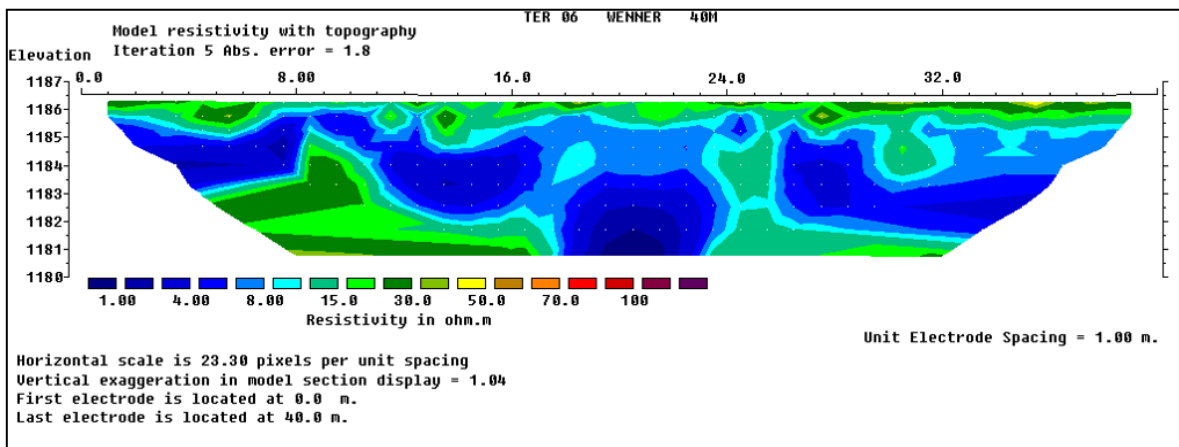 TER 06 WENNER 40M
Model resistivity with topography
Iteration 5 Abs. error = 1.8
Elevation
0.0 8.00 16.0 24.0 32.0
1187
1186
1185
1184
1183
1182
1181
1180
1.00 4.00 8.00 15.0 30.0 50.0 70.0 100
Resistivity in ohm.m
Unit Electrode Spacing = 1.00 m.
Horizontal scale is 23.30 pixels per unit spacing
Vertical exaggeration in model section display = 1.04
First electrode is located at 0.0 m.
Last electrode is located at 40.0 m.